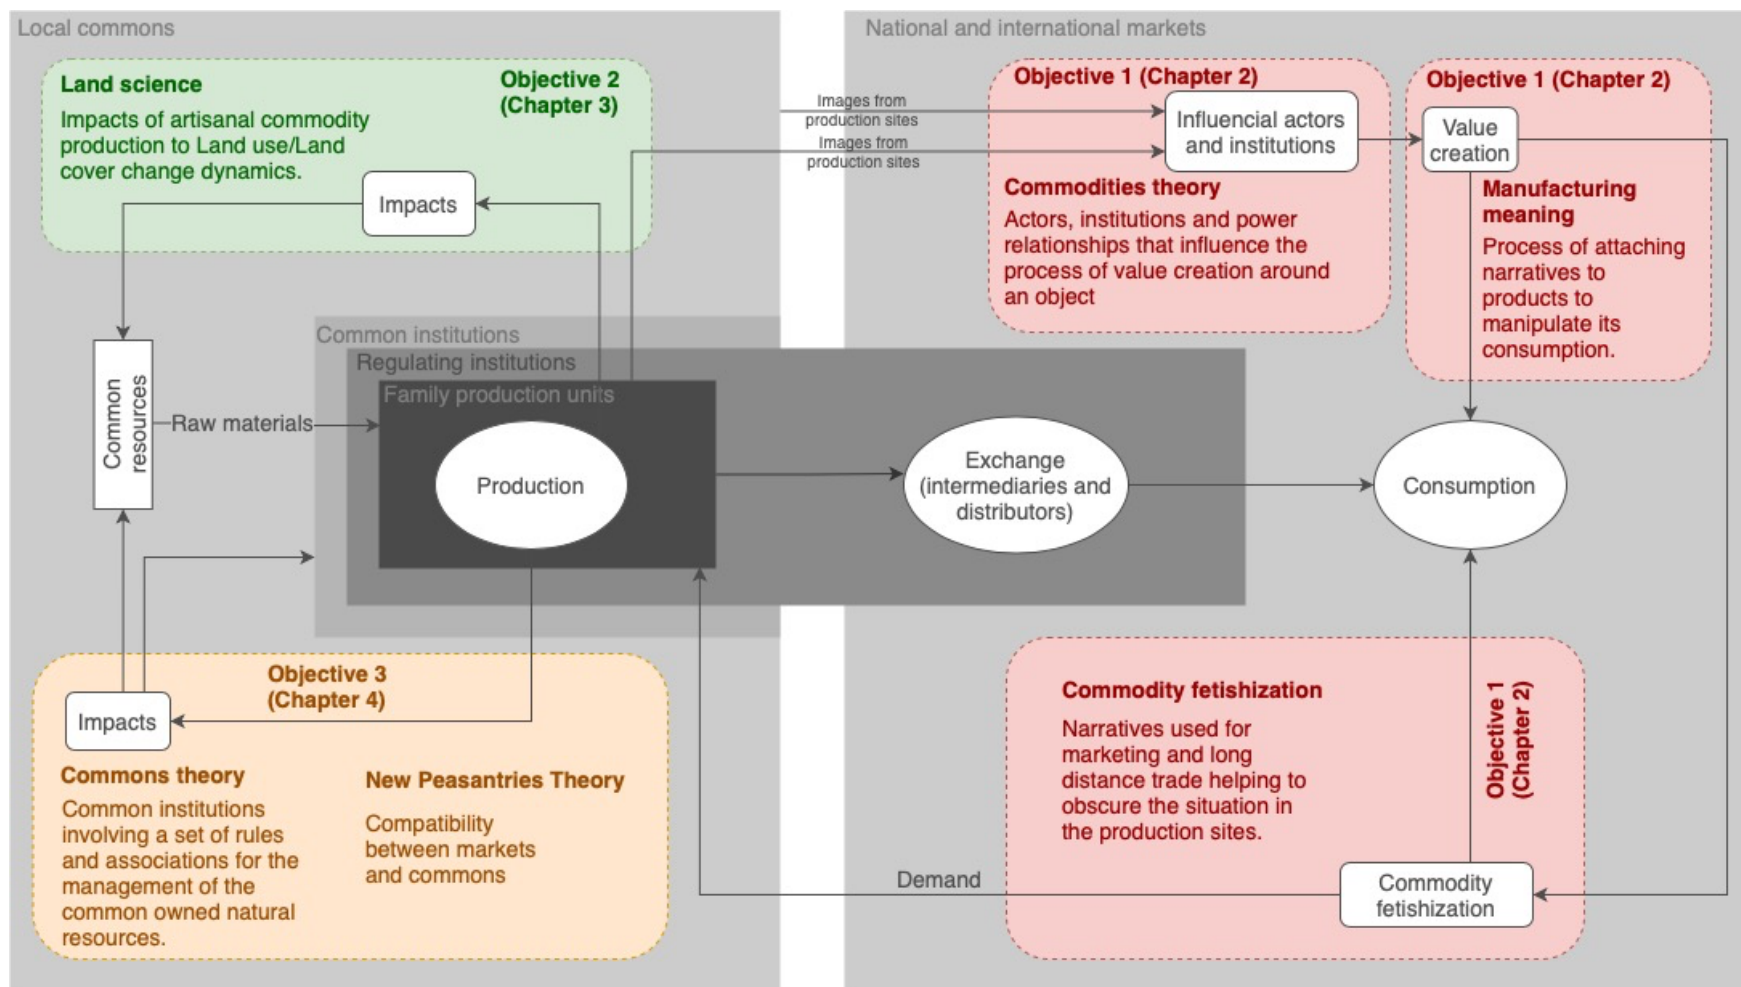 Local commons
Land science
Objective 2
(Chapter 3)
Impacts of artisanal commodity
production to Land use/Land
cover change dynamics.
Impacts
Common institutions
Regulating institutions
Family production units
Production
Common
resources
Raw materials
Objective 3
(Chapter 4)
Impacts
Commons theory
Common institutions
involving a set of rules
and associations for the
management of the
common owned natural
resources.
New Peasantries Theory
Compatibility
between markets
and commons
Images from
production sites
Images from
production sites
National and international markets
Objective 1 (Chapter 2)
Influencial actors
and institutions
Commodities theory
Actors, institutions and power
relationships that influence the
process of value creation around
an object
Objective 1 (Chapter 2)
Value
creation
Manufacturing
meaning
Process of attaching
narratives to
products to
manipulate its
consumption.
Exchange
(intermediaries and
distributors)
Consumption
Commodity fetishization
Narratives used for
marketing and long
distance trade helping to
obscure the situation in
the production sites.
Objective 1
(Chapter 2)
Demand
Commodity
fetishization